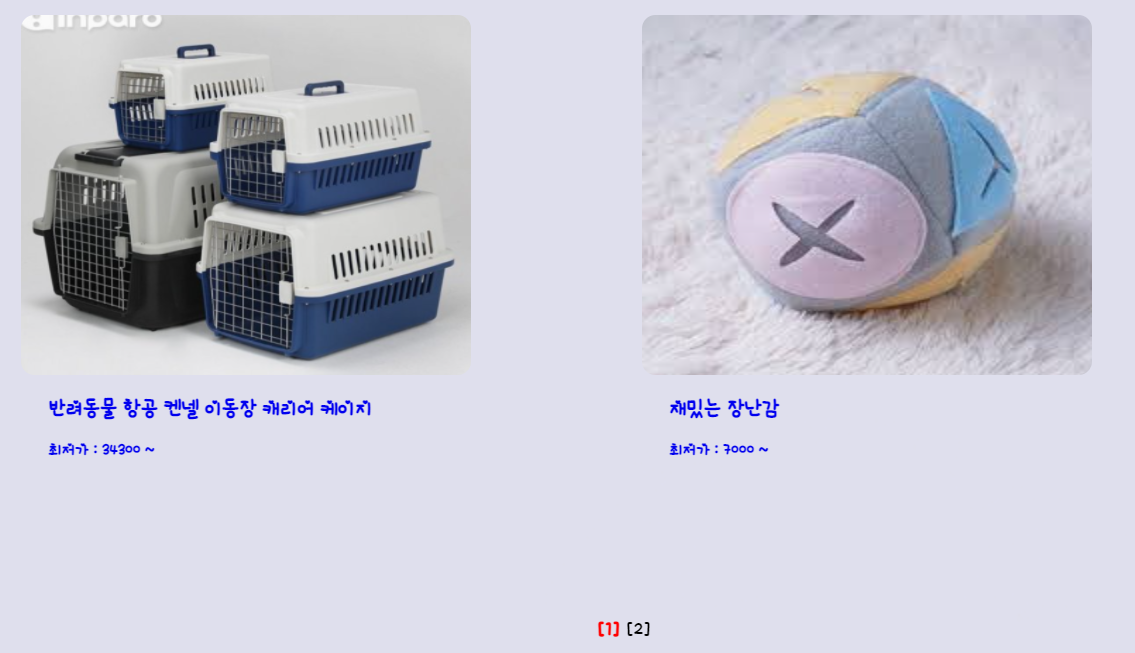 inparo
반려동물 항공 켄넬 이동장 캐리어 케이지
최저가 : 34300 ~
재밌는 장난감
최저가 : 7000 ~
[1] [2]